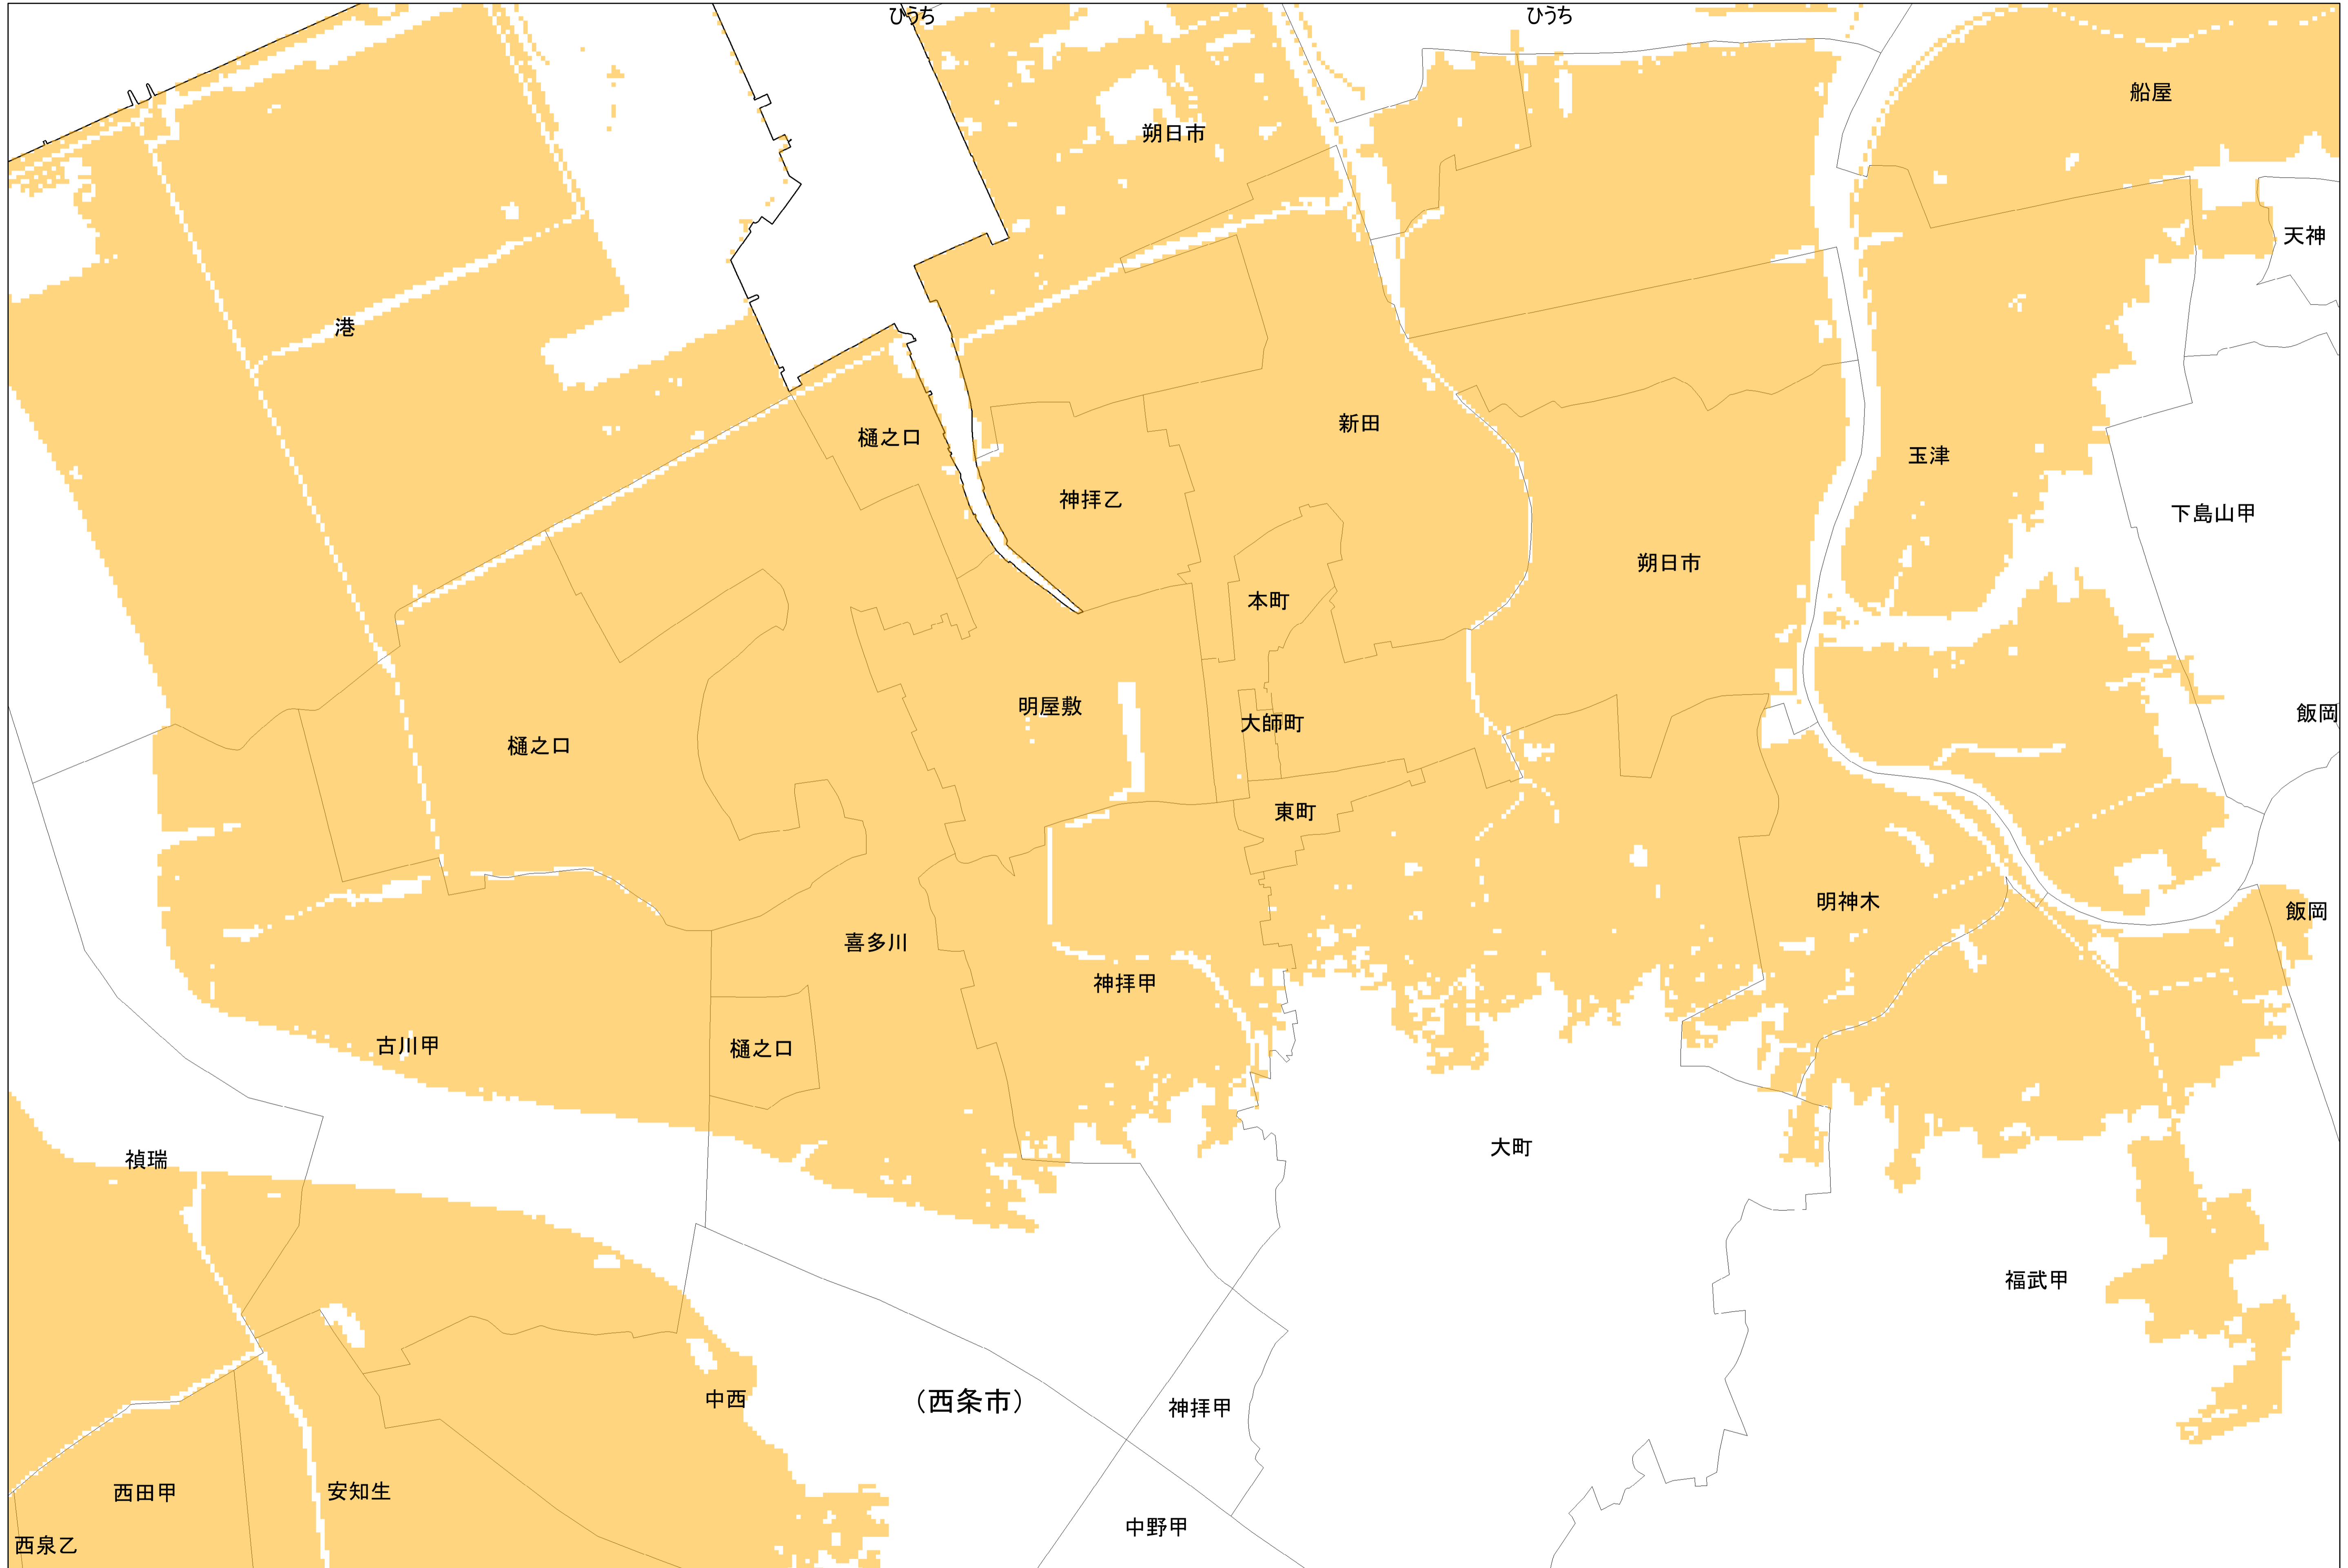 ひうち
ひうち
船屋
朔日市
天神
港
新田
樋之口
玉津
神拝乙
下島山甲
朔日市
本町
明屋敷
飯岡
大師町
樋之口
東町
明神木
飯岡
喜多川
神拝甲
古川甲
樋之口
大町
禎瑞
福武甲
中西
（西条市）
神拝甲
西田甲
安知生
中野甲
西泉乙